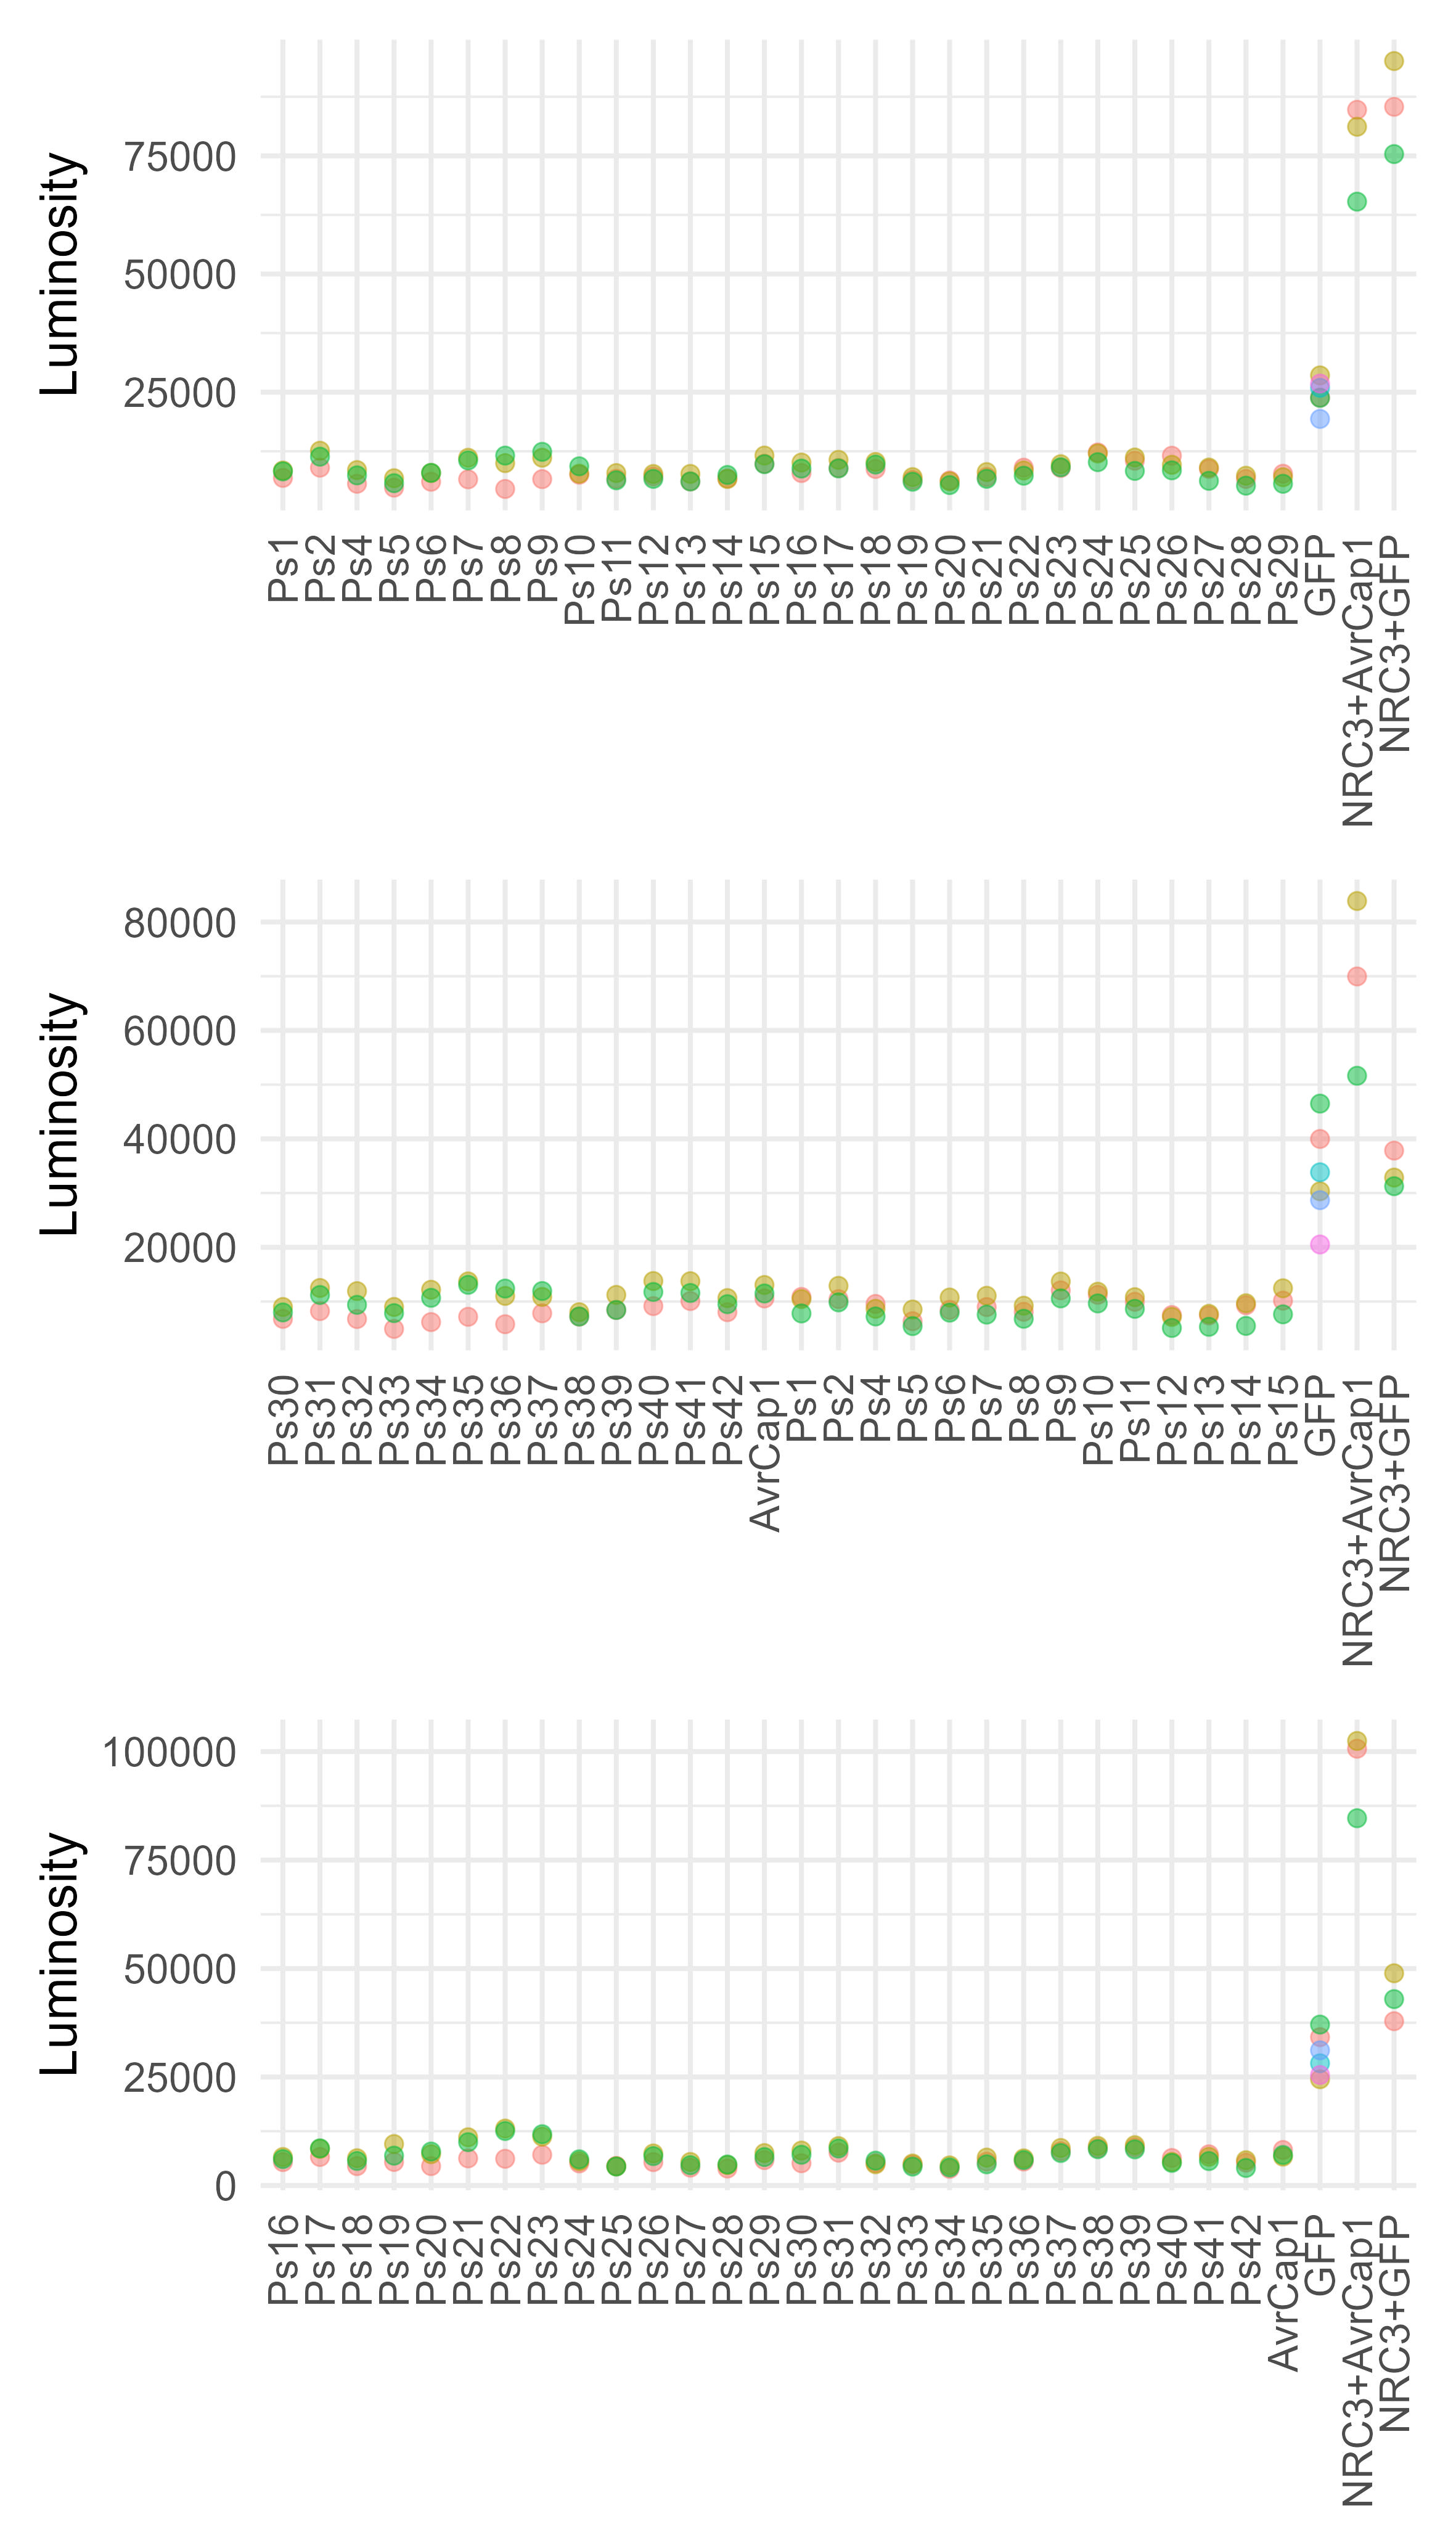 Luminosity
75000
50000
25000
Ps1
Ps2
Ps4
Ps5
Ps6
Ps7
Ps8
Ps9
Ps10
Ps11
Ps12
Ps13
Ps14
Ps15
Ps16
Ps17
Ps18
Ps19
Ps20
Ps21
Ps22
Ps23
Ps24
Ps25
Ps26
Ps27
Ps28
Ps29
GFP
NRC3+AvrCap1
NRC3+GFP
Luminosity
80000
60000
40000
20000
Ps30
Ps31
Ps32
Ps33
Ps34
Ps35
Ps36
Ps37
Ps38
Ps39
Ps40
Ps41
Ps42
AvrCap1
Ps1
Ps2
Ps4
Ps5
Ps6
Ps7
Ps8
Ps9
Ps10
Ps11
Ps12
Ps13
Ps14
Ps15
GFP
NRC3+AvrCap1
NRC3+GFP
Luminosity
100000
75000
50000
25000
0
Ps16
Ps17
Ps18
Ps19
Ps20
Ps21
Ps22
Ps23
Ps24
Ps25
Ps26
Ps27
Ps28
Ps29
Ps30
Ps31
Ps32
Ps33
Ps34
Ps35
Ps36
Ps37
Ps38
Ps39
Ps40
Ps41
Ps42
AvrCap1
GFP
NRC3+AvrCap1
NRC3+GFP